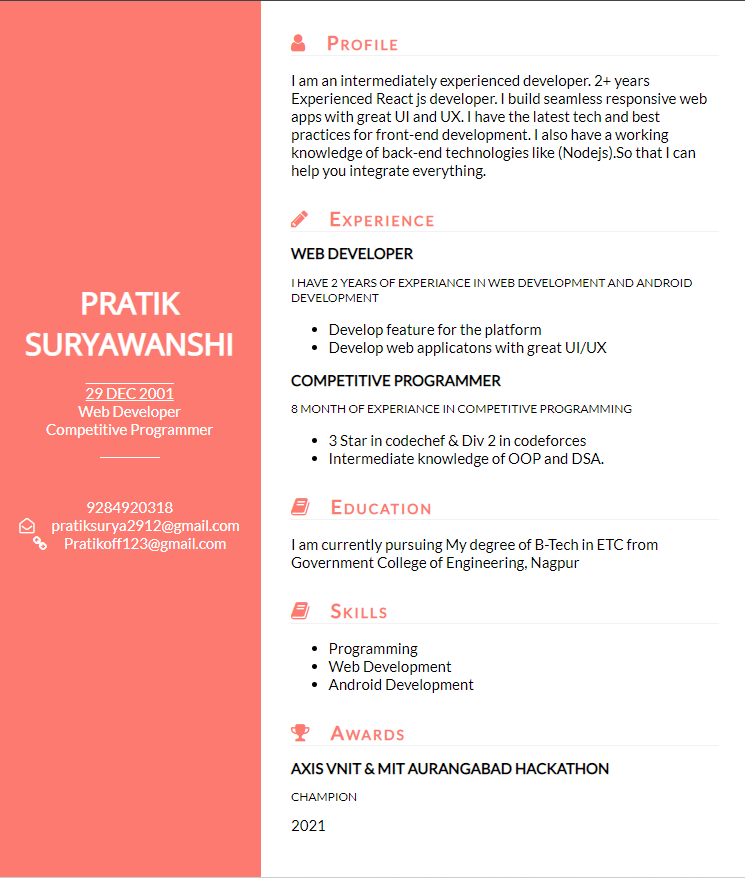 PRATIK
SURYAWANSHI
29 DEC 2001
Web Developer
Competitive Programmer
9284920318
pratiksurya2912@gmail.com
Pratikoff123@gmail.com
PROFILE
I am an intermediately experienced developer. 2+ years
Experienced React js developer. I build seamless responsive web
apps with great UI and UX. I have the latest tech and best
practices for front-end development. I also have a working
knowledge of back-end technologies like (Nodejs).So that I can
help you integrate everything.
EXPERIENCE
WEB DEVELOPER
I HAVE 2 YEARS OF EXPERIANCE IN WEB DEVELOPMENT AND ANDROID
DEVELOPMENT
• Develop feature for the platform
• Develop web applicatons with great UI/UX
COMPETITIVE PROGRAMMER
8 MONTH OF EXPERIANCE IN COMPETITIVE PROGRAMMING
• 3 Star in codechef & Div 2 in codeforces
• Intermediate knowledge of OOP and DSA.
EDUCATION
I am currently pursuing My degree of B-Tech in ETC from
Government College of Engineering, Nagpur
SKILLS
• Programming
• Web Development
• Android Development
AWARDS
AXIS VNIT & MIT AURANGABAD HACKATHON
CHAMPION
2021